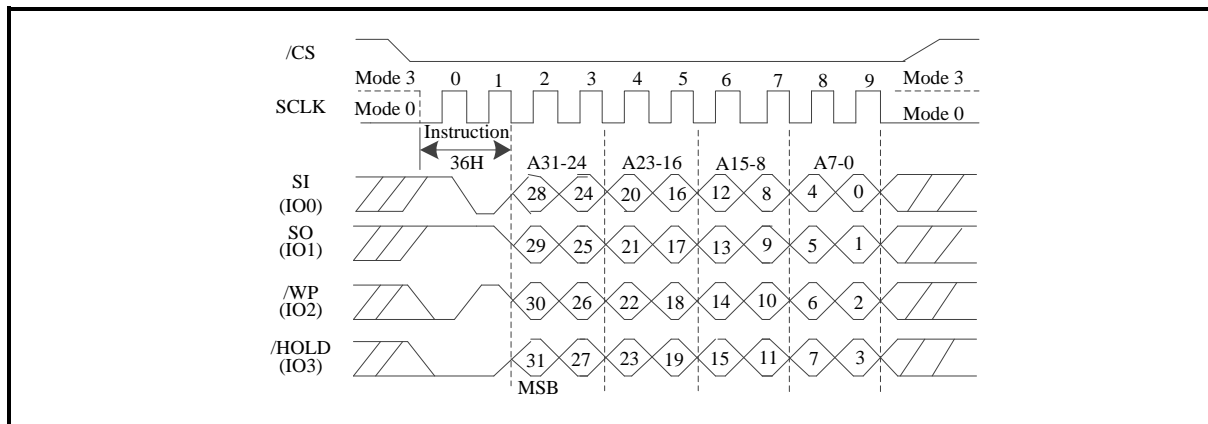 /CS
Mode 3 0 1 2 3 4 5 6 7 8 9 Mode 3
SCLK
Mode 0 Mode 0
Instruction
36H A31-24 A23-16 A15-8 A7-0
SI
(IO0)
28 24 20 16 12 8 4 0
SO
(IO1)
29 25 21 17 13 9 5 1
/WP
(IO2)
30 26 22 18 14 10 6 2
/HOLD
(IO3)
31 27 23 19 15 11 7 3
MSB